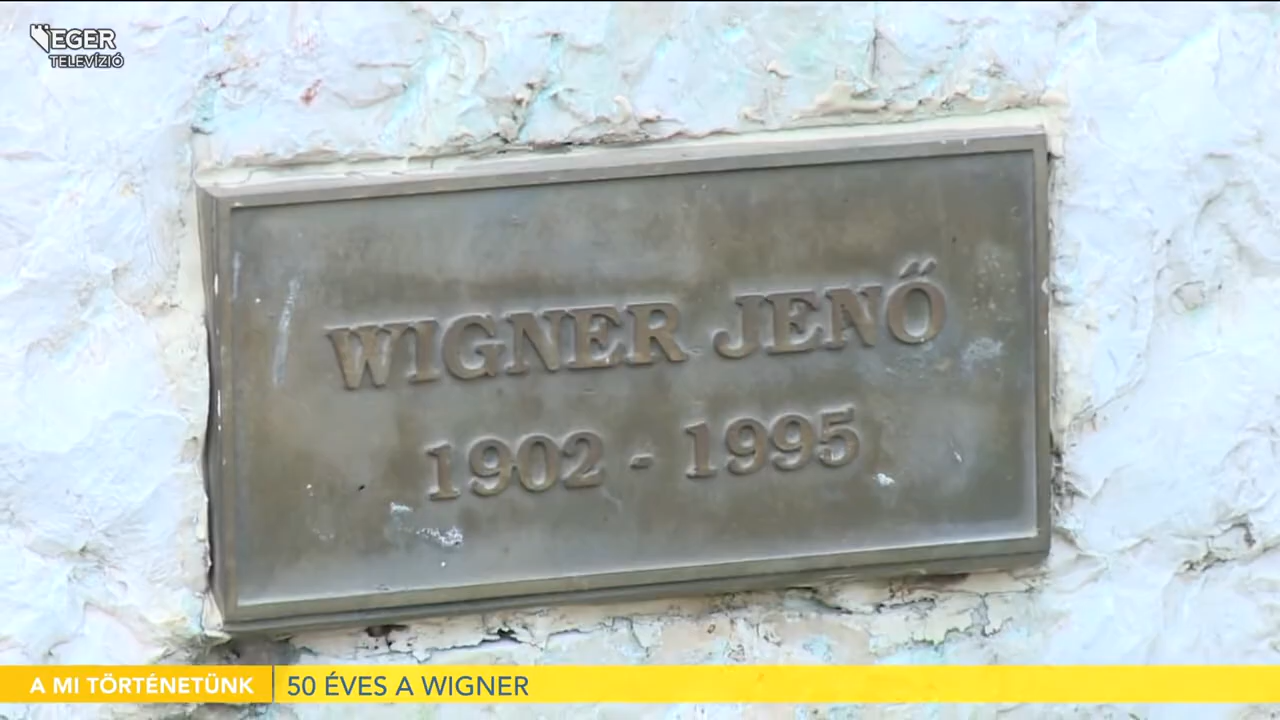 EGER
TELEVÍZIÓ
WIGNER JENŐ
1902 - 1995
A MI TÖRTÉNETÜNK
50 ÉVES A WIGNER